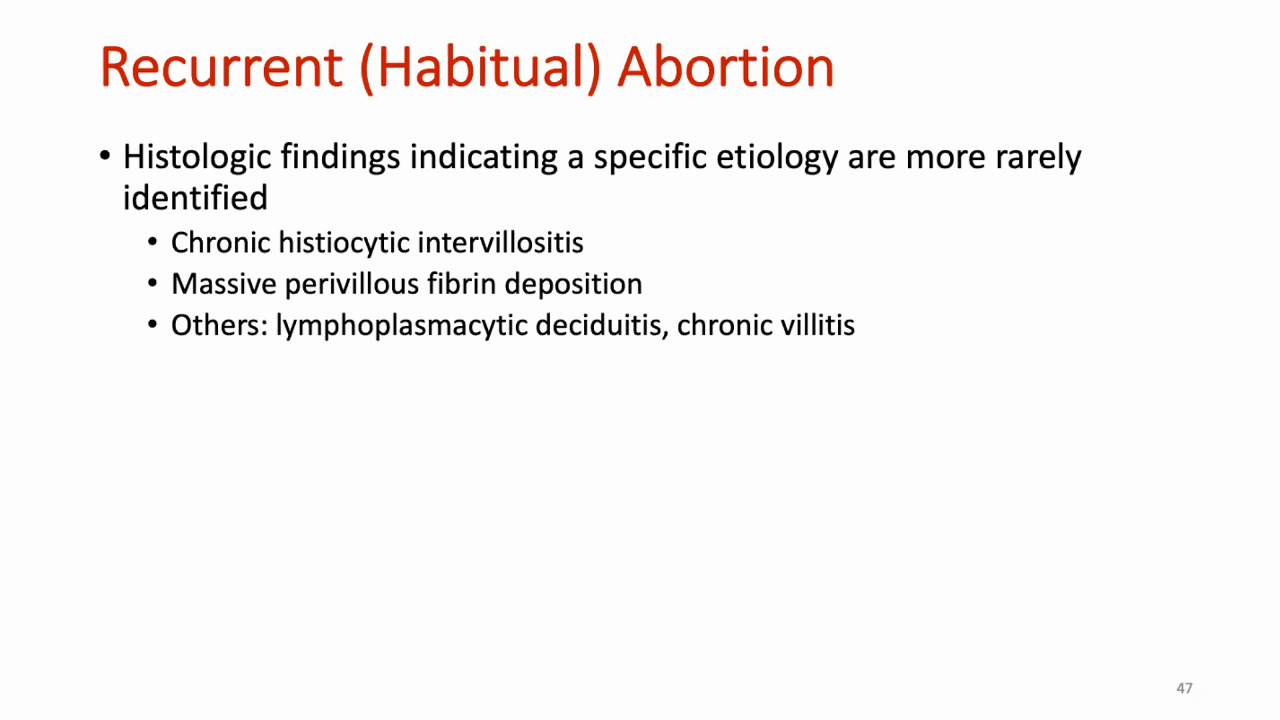 Recurrent (Habitual) Abortion
• Histologic findings indicating a specific etiology are more rarely
identified
• Chronic histiocytic intervillositis
• Massive perivillous fibrin deposition
• Others: lymphoplasmacytic deciduitis, chronic villitis
47